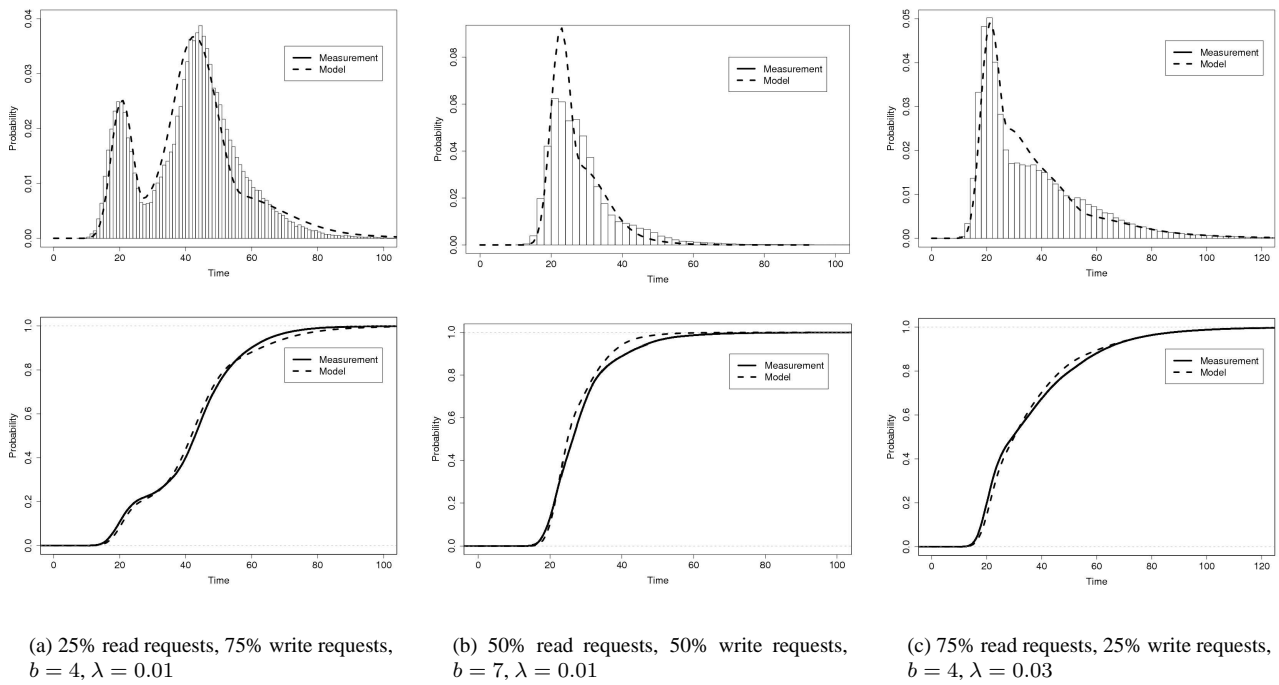 0.04
0.03
0.02
0.01
0.00
Probability
Measurement
Model
0 20 40 60 80 100
Time
0.08
0.06
0.04
0.02
0.00
Probability
Measurement
Model
0 20 40 60 80 100
Time
0.05
0.04
0.03
0.02
0.01
0.00
Probability
Measurement
Model
0 20 40 60 80 100 120
Time
1.0
0.8
0.6
0.4
0.2
0.0
Probability
Measurement
Model
0 20 40 60 80 100
Time
1.0
0.8
0.6
0.4
0.2
0.0
Probability
Measurement
Model
0 20 40 60 80 100
Time
1.0
0.8
0.6
0.4
0.2
0.0
Probability
Measurement
Model
0 20 40 60 80 100 120
Time
(a) 25% read requests, 75% write requests,
b = 4, λ = 0.01
(b) 50% read requests, 50% write requests,
b = 7, λ = 0.01
(c) 75% read requests, 25% write requests,
b = 4, λ = 0.03